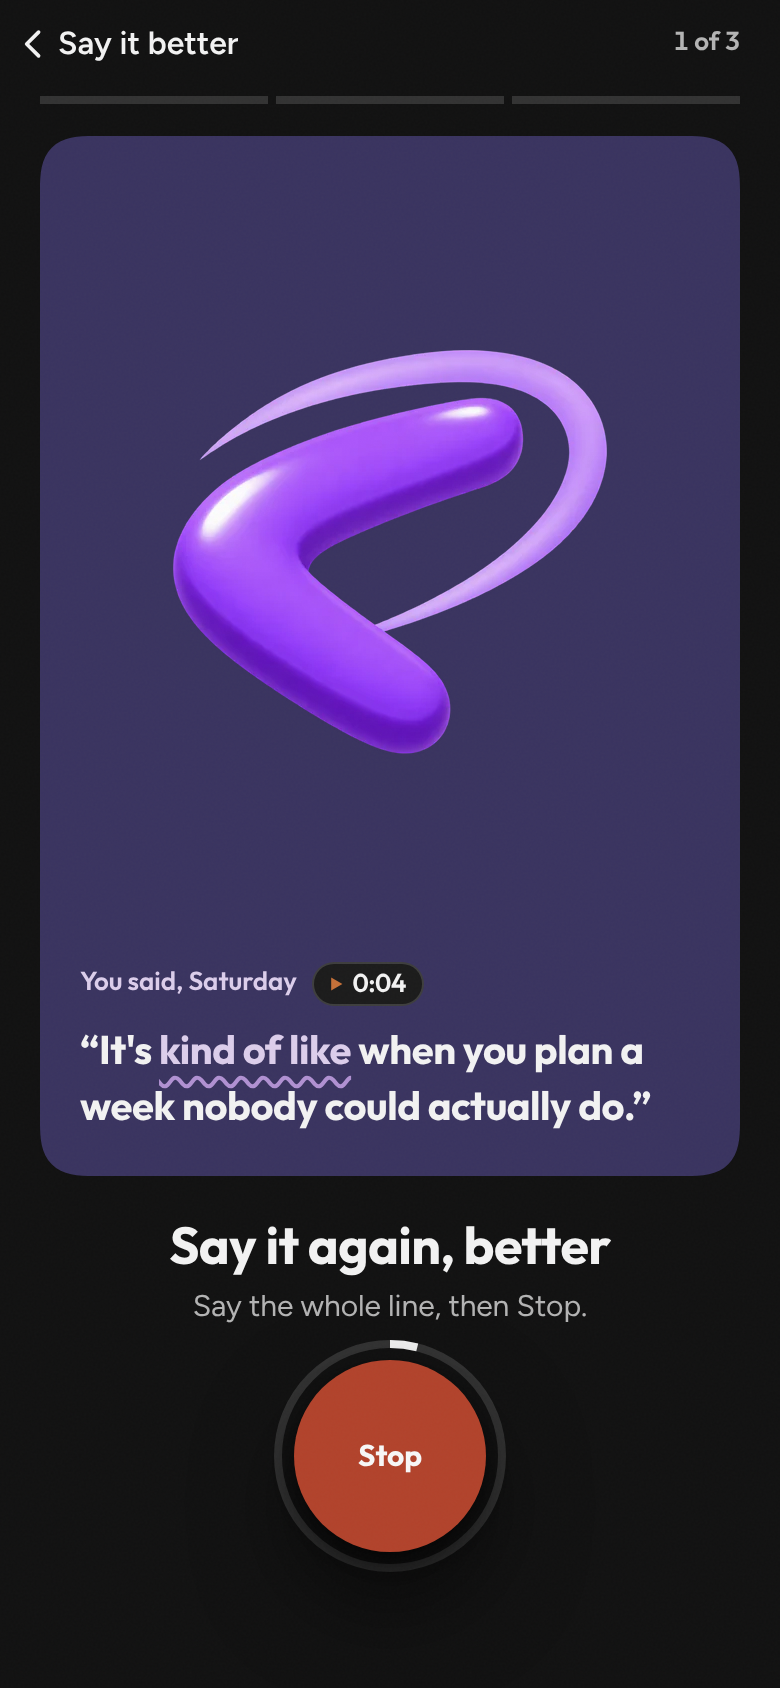 Say it better
1 of 3
You said, Saturday
0:04
“It's kind of like when you plan a
week nobody could actually do.”
Say it again, better
Say the whole line, then Stop.
Stop